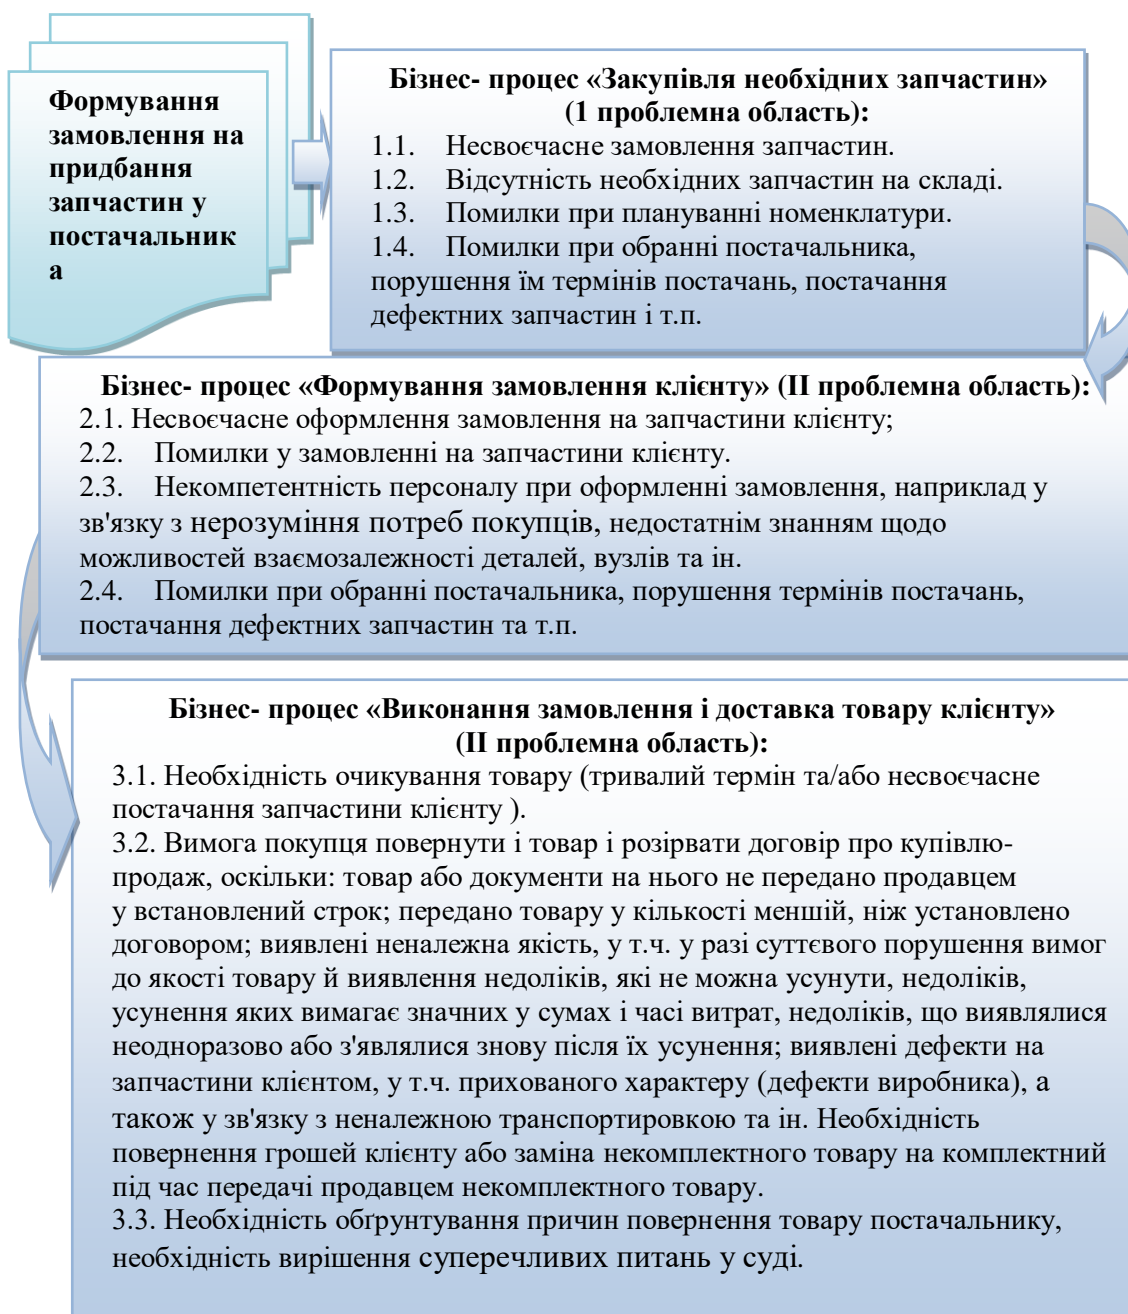 Формування
замовлення на
придбання
запчастин у
постачальник
а
Бізнес- процес «Закупівля необхідних запчастин»
(1 проблемна область):
1.1. Несвоєчасне замовлення запчастин.
1.2. Відсутність необхідних запчастин на складі.
1.3. Помилки при плануванні номенклатури.
1.4. Помилки при обранні постачальника,
порушення їм термінів постачань, постачання
дефектних запчастин і т.п.
Бізнес- процес «Формування замовлення клієнту» (ІІ проблемна область):
2.1. Несвоєчасне оформлення замовлення на запчастини клієнту;
2.2. Помилки у замовленні на запчастини клієнту.
2.3. Некомпетентність персоналу при оформленні замовлення, наприклад у
зв'язку з нерозуміння потреб покупців, недостатнім знанням щодо
можливостей взаємозалежності деталей, вузлів та ін.
2.4. Помилки при обранні постачальника, порушення термінів постачань,
постачання дефектних запчастин та т.п.
Бізнес- процес «Виконання замовлення і доставка товару клієнту»
(ІІ проблемна область):
3.1. Необхідність очикування товару (тривалий термін та/або несвоєчасне
постачання запчастини клієнту ).
3.2. Вимога покупця повернути і товар і розірвати договір про купівлю-
продаж, оскільки: товар або документи на нього не передано продавцем
у встановлений строк; передано товару у кількості меншій, ніж установлено
договором; виявлені неналежна якість, у т.ч. у разі суттєвого порушення вимог
до якості товару й виявлення недоліків, які не можна усунути, недоліків,
усунення яких вимагає значних у сумах і часі витрат, недоліків, що виявлялися
неодноразово або з'являлися знову після їх усунення; виявлені дефекти на
запчастини клієнтом, у т.ч. прихованого характеру (дефекти виробника), а
також у зв'язку з неналежною транспортировкою та ін. Необхідність
повернення грошей клієнту або заміна некомплектного товару на комплектний
під час передачі продавцем некомплектного товару.
3.3. Необхідність обґрунтування причин повернення товару постачальнику,
необхідність вирішення суперечливих питань у суді.